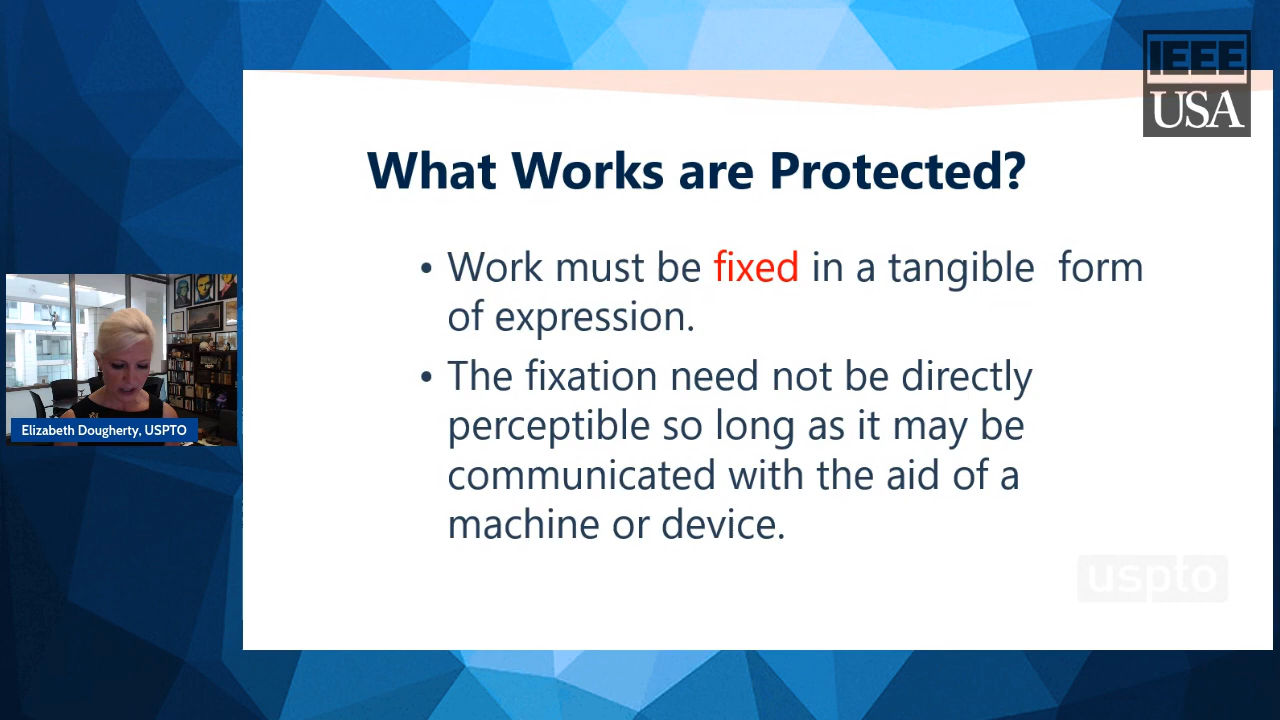 IEEE
USA
What Works are Protected?
• Work must be fixed in a tangible  form
of expression.
• The fixation need not be directly
perceptible so long as it may be
communicated with the aid of a
machine or device.
Elizabeth Dougherty, USPTO
uspto